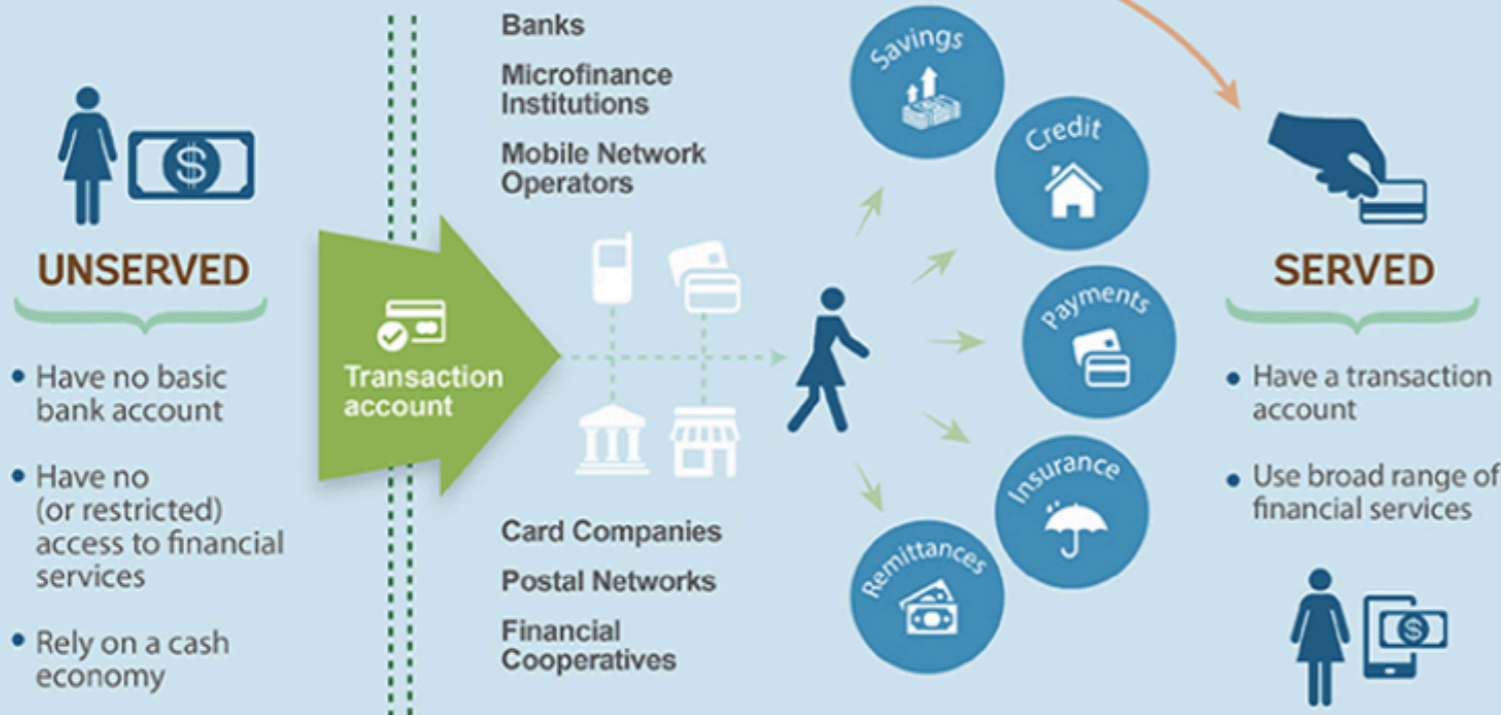 UNSERVED
• Have no basic
bank account
• Have no
(or restricted)
access to financial
services
• Rely on a cash
economy
Transaction
account
Banks
Microfinance
Institutions
Mobile Network
Operators
Card Companies
Postal Networks
Financial
Cooperatives
Savings
Credit
Payments
Insurance
Remittances
SERVED
• Have a transaction
account
• Use broad range of
financial services